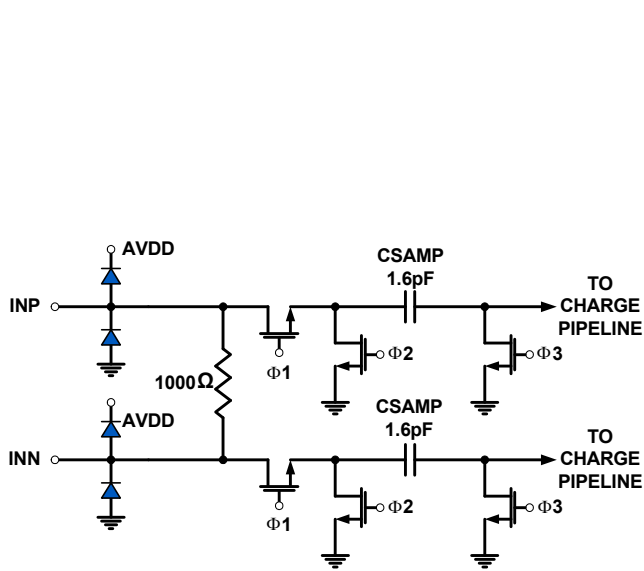 AVDD
CSAMP
1.6pF
INP
TO
CHARGE
PIPELINE
Φ1
Φ2
Φ3
1000Ω
AVDD
CSAMP
1.6pF
INN
TO
CHARGE
PIPELINE
Φ1
Φ2
Φ3